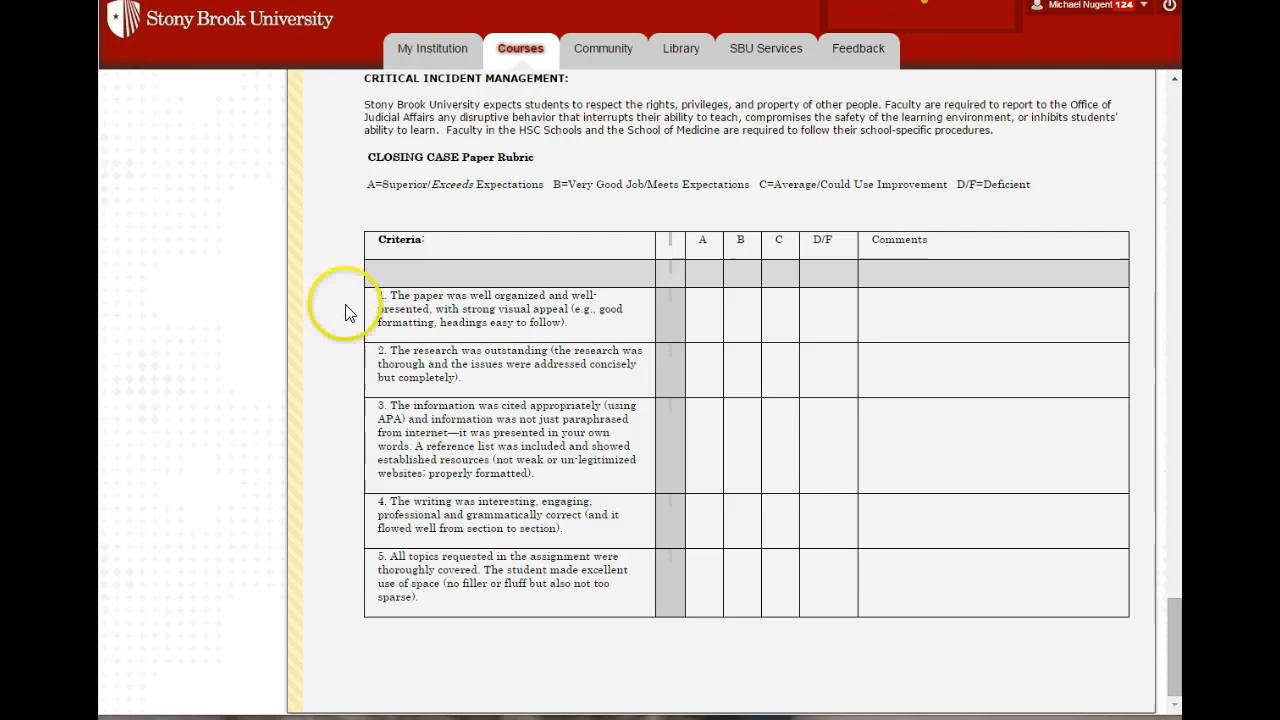 Stony Brook University
Michael Nugent 124
My Institution
Courses
Community
Library
SBU Services
Feedback
CRITICAL INCIDENT MANAGEMENT:
Stony Brook University expects students to respect the rights, privileges, and property of other people. Faculty are required to report to the Office of
Judicial Affairs any disruptive behavior that interrupts their ability to teach, compromises the safety of the learning environment, or inhibits students'
ability to learn.  Faculty in the HSC Schools and the School of Medicine are required to follow their school-specific procedures.
CLOSING CASE Paper Rubric
A=Superior/Exceeds Expectations   B=Very Good Job/Meets Expectations   C=Average/Could Use Improvement   D/F=Deficient
Criteria: A B C D/F Comments
1. The paper was well organized and well-
presented, with strong visual appeal (e.g., good
formatting, headings easy to follow).
2. The research was outstanding (the research was
thorough and the issues were addressed concisely
but completely).
3. The information was cited appropriately (using
APA) and information was not just paraphrased
from internet—it was presented in your own
words. A reference list was included and showed
established resources (not weak or un-legitimized
websites; properly formatted).
4. The writing was interesting, engaging,
professional and grammatically correct (and it
flowed well from section to section).
5. All topics requested in the assignment were
thoroughly covered. The student made excellent
use of space (no filler or fluff but also not too
sparse).